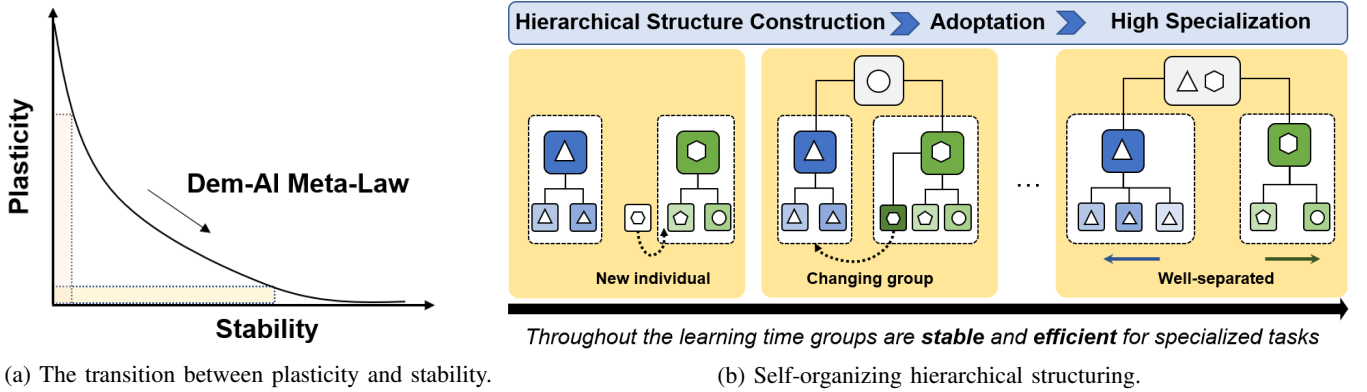 Plasticity
Dem-AI Meta-Law
Stability
(a) The transition between plasticity and stability.
Hierarchical Structure Construction Adoptation High Specialization
New individual
Changing group
...
Well-separated
Throughout the learning time groups are stable and efficient for specialized tasks
(b) Self-organizing hierarchical structuring.